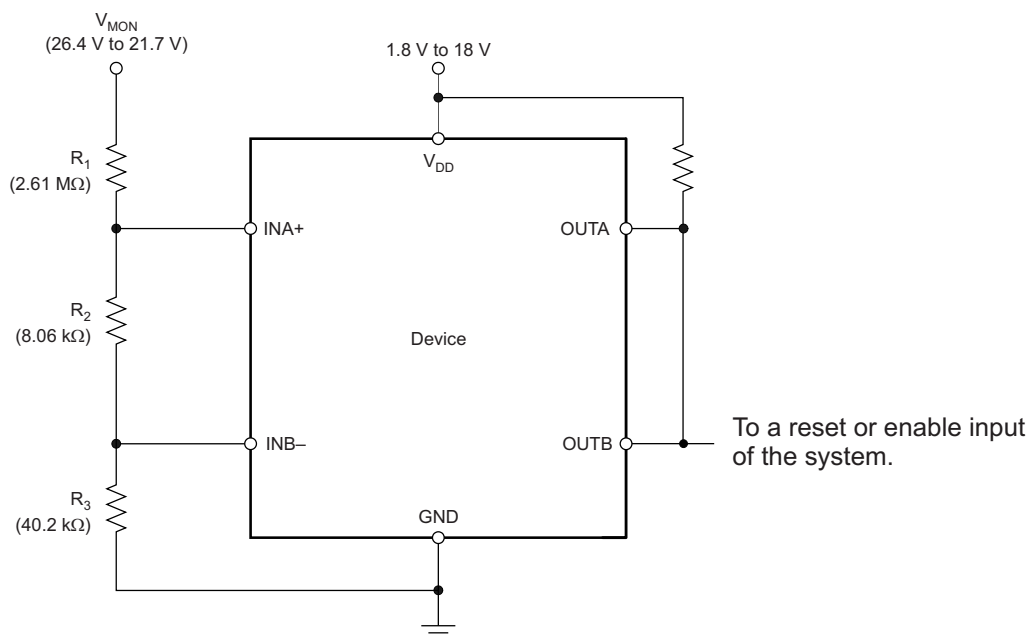 V_MON
(26.4 V to 21.7 V)
1.8 V to 18 V
R_1
(2.61 MΩ)
V_DD
INA+
OUTA
R_2
(8.06 kΩ)
Device
INB–
OUTB
To a reset or enable input
of the system.
R_3
(40.2 kΩ)
GND